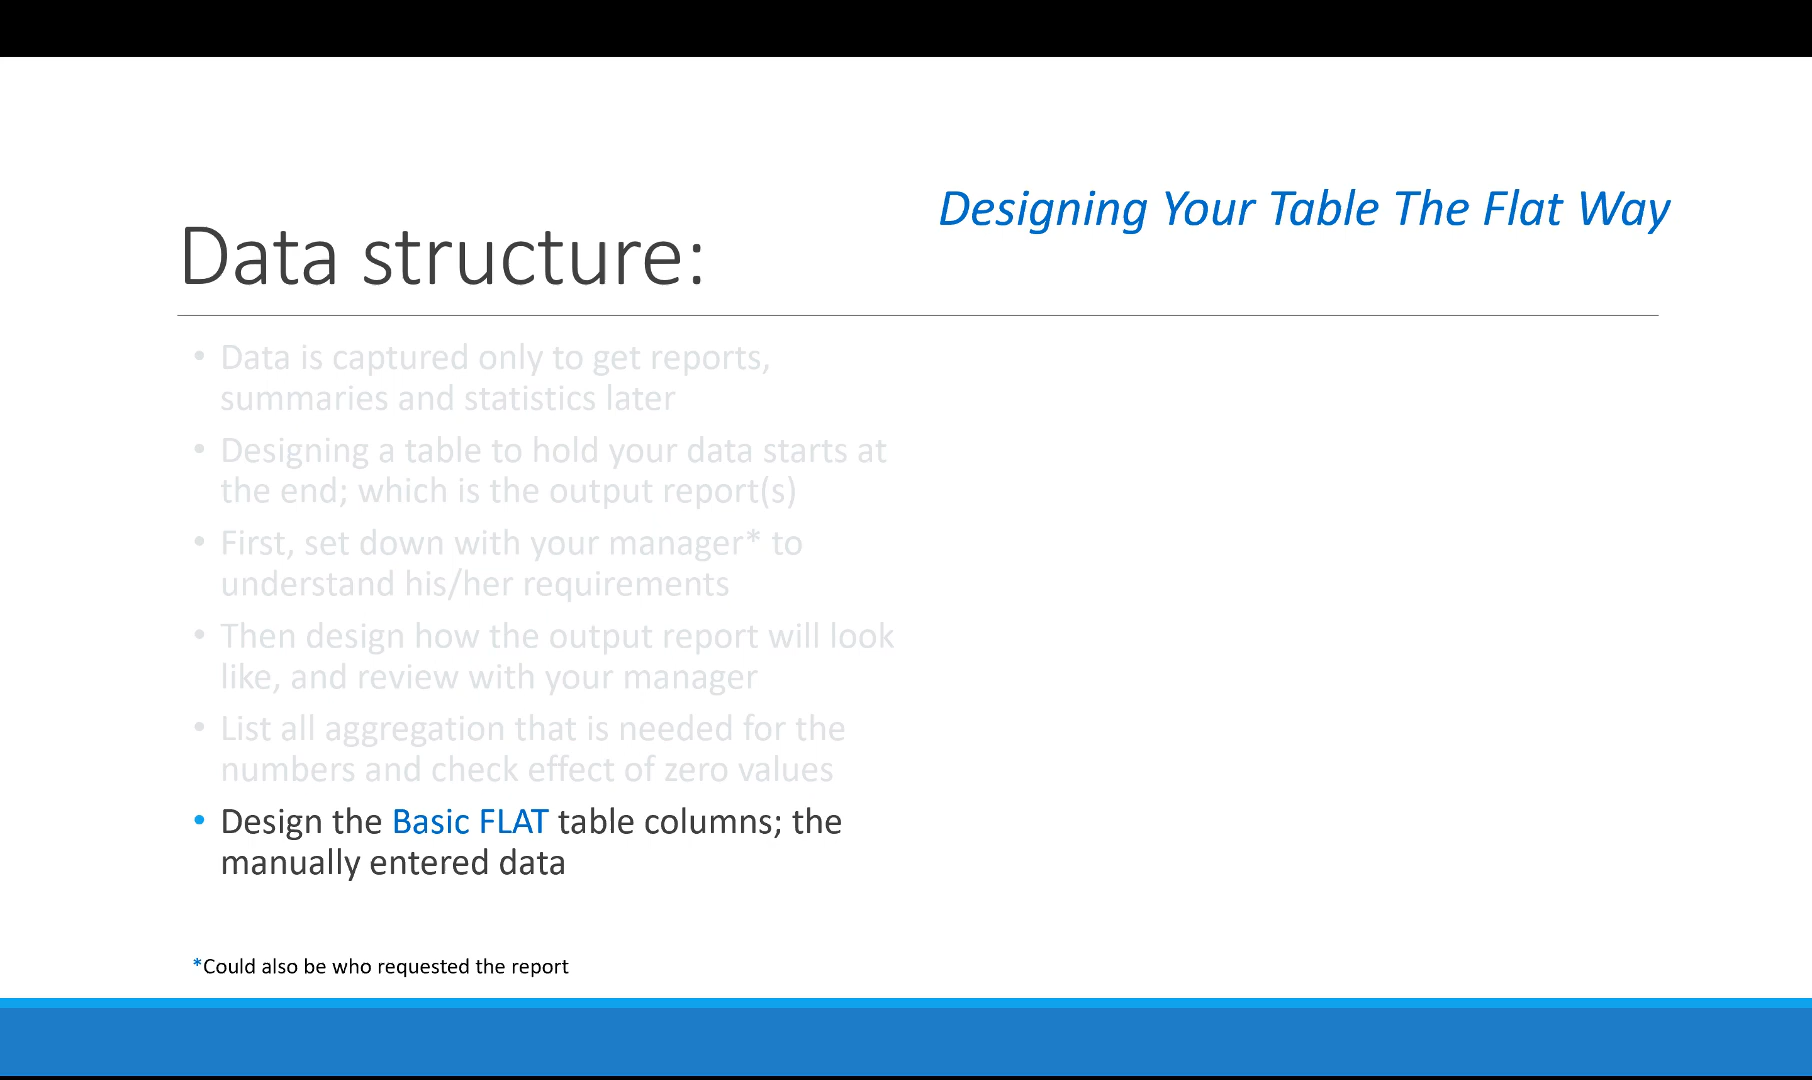 Designing Your Table The Flat Way
Data structure:
• Data is captured only to get reports,
summaries and statistics later
• Designing a table to hold your data starts at
the end; which is the output report(s)
• First, set down with your manager* to
understand his/her requirements
• Then design how the output report will look
like, and review with your manager
• List all aggregation that is needed for the
numbers and check effect of zero values
• Design the Basic FLAT table columns; the
manually entered data
*Could also be who requested the report